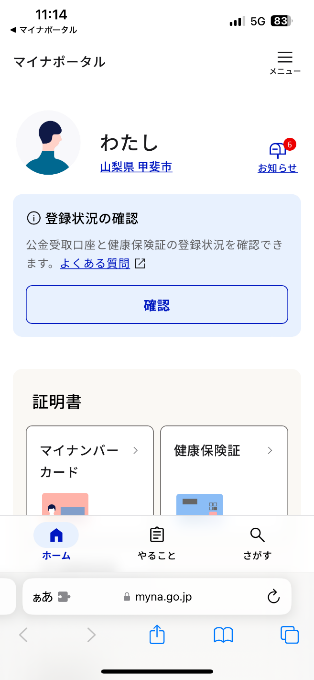 11:14
5G 83
◀ マイナポータル
マイナポータル
メニュー
わたし
山梨県 甲斐市
6
お知らせ
登録状況の確認
公金受取口座と健康保険証の登録状況を確認でき
ます。よくある質問
確認
証明書
マイナンバー
カード
健康保険証
ホーム
やること
さがす
ぁあ
myna.go.jp